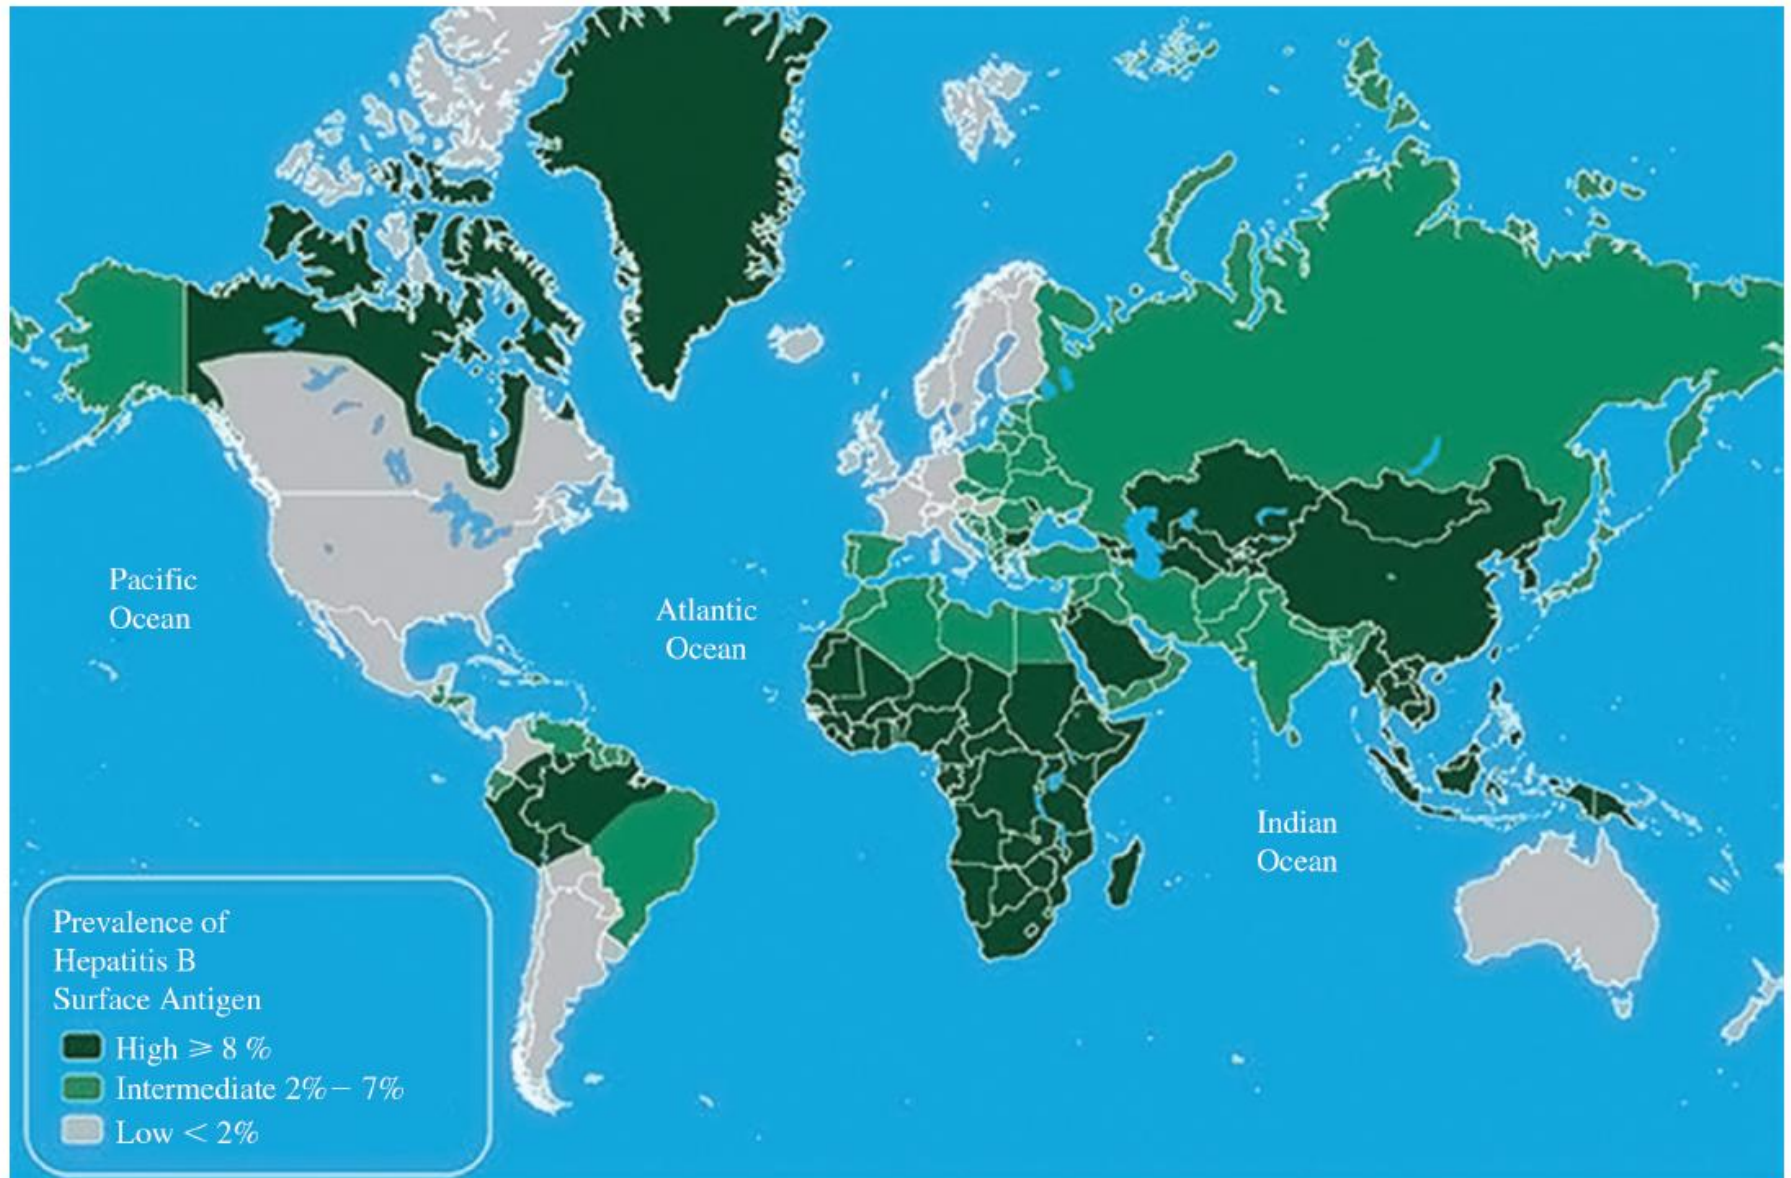 Pacific
Ocean
Atlantic
Ocean
Indian
Ocean
Prevalence of
Hepatitis B
Surface Antigen
High ⩾ 8 %
Intermediate 2%− 7%
Low < 2%